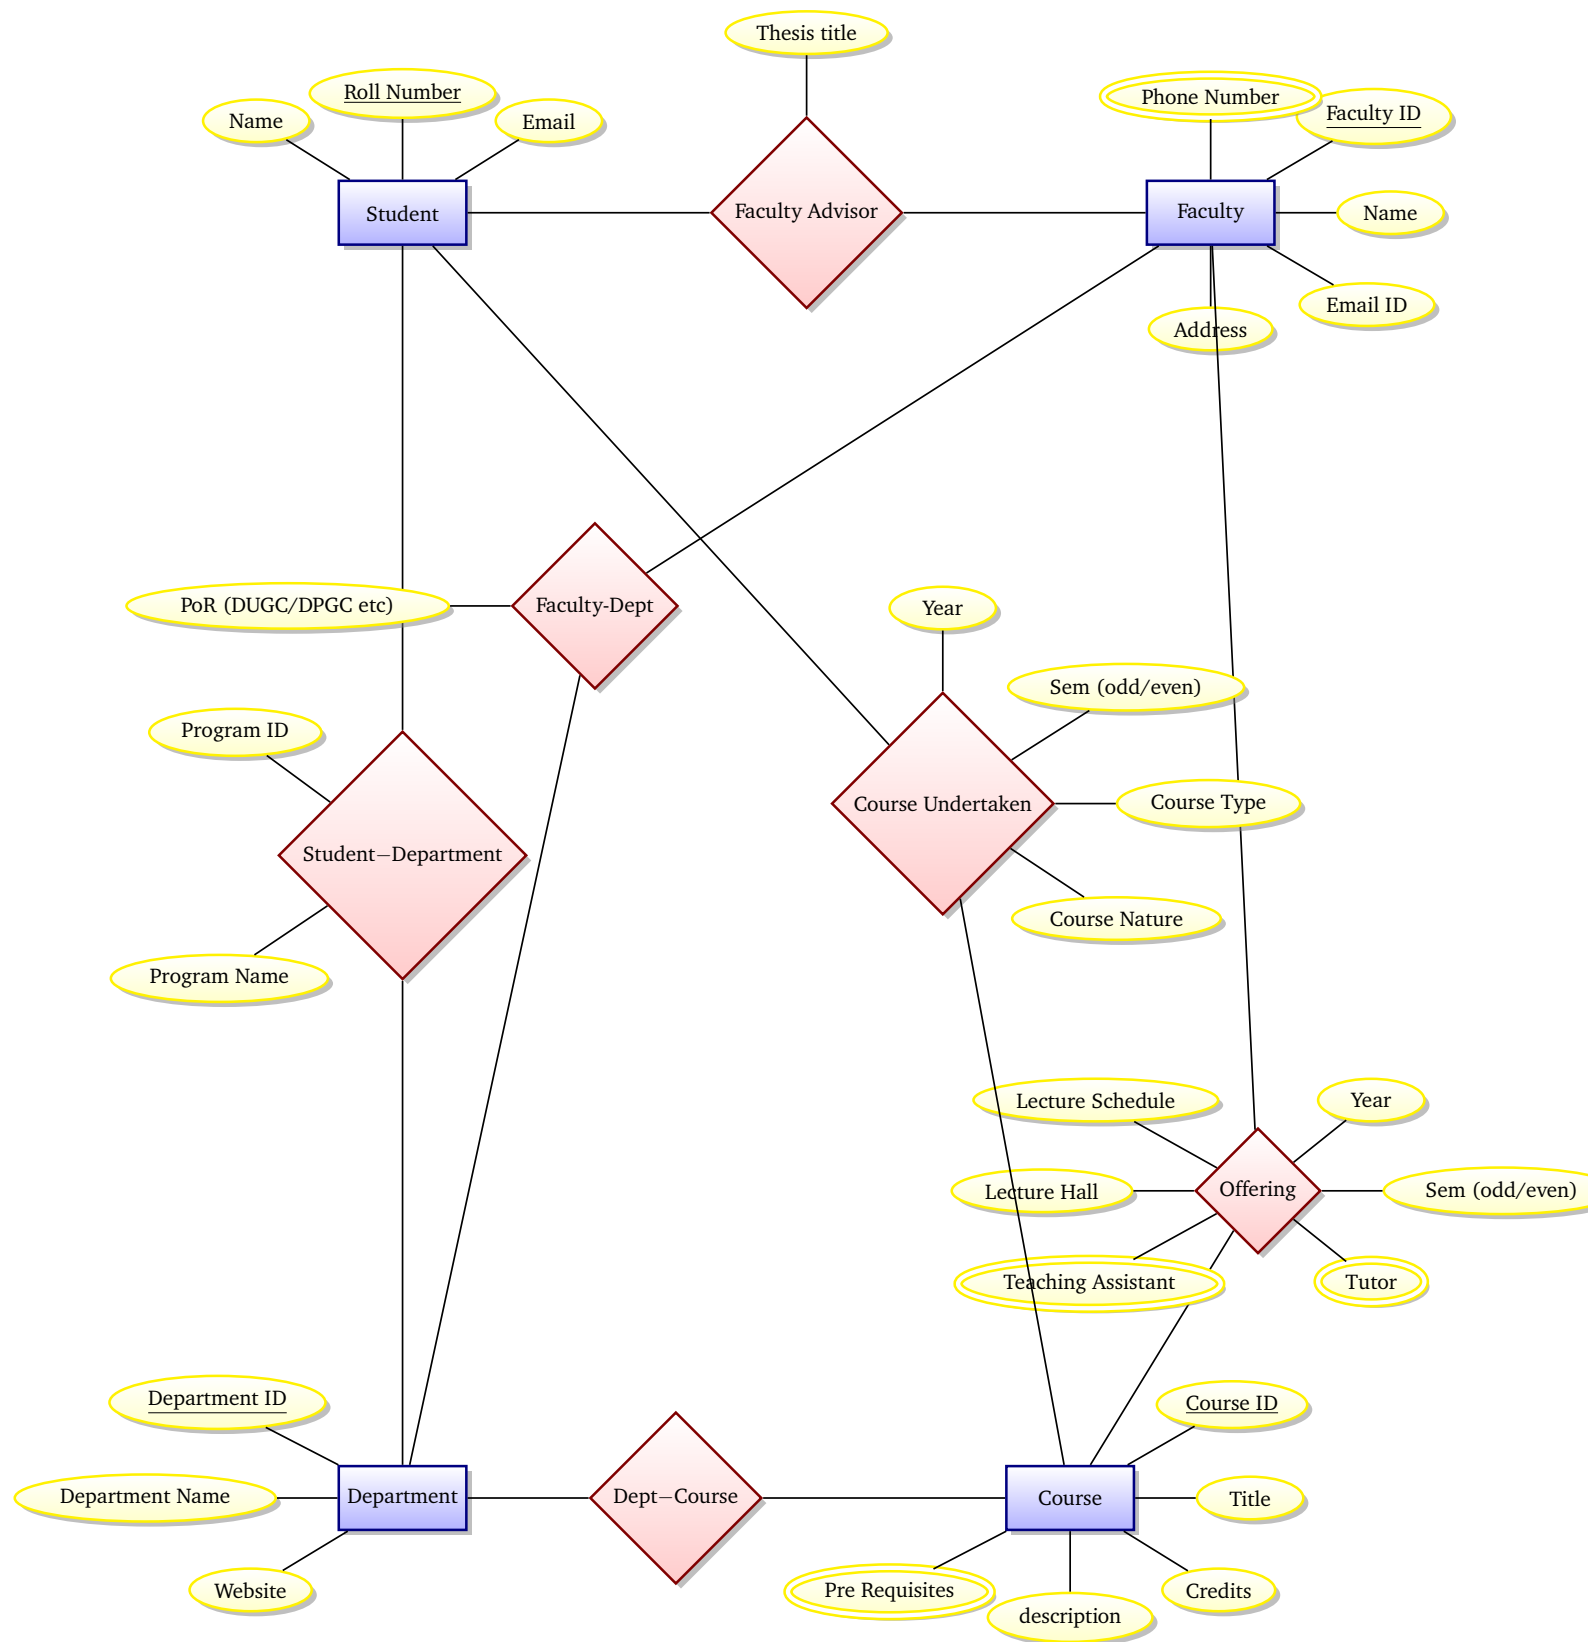 Thesis title
Roll Number
Phone Number
Faculty ID
Name
Email
Student
Faculty Advisor
Faculty
Name
Email ID
Address
PoR (DUGC/DPGC etc)
Faculty-Dept
Year
Sem (odd/even)
Program ID
Course Undertaken
Course Type
Student−Department
Course Nature
Program Name
Lecture Schedule
Year
Lecture Hall
Offering
Sem (odd/even)
Teaching Assistant
Tutor
Department ID
Course ID
Department Name
Department
Dept−Course
Course
Title
Website
Pre Requisites
Credits
description